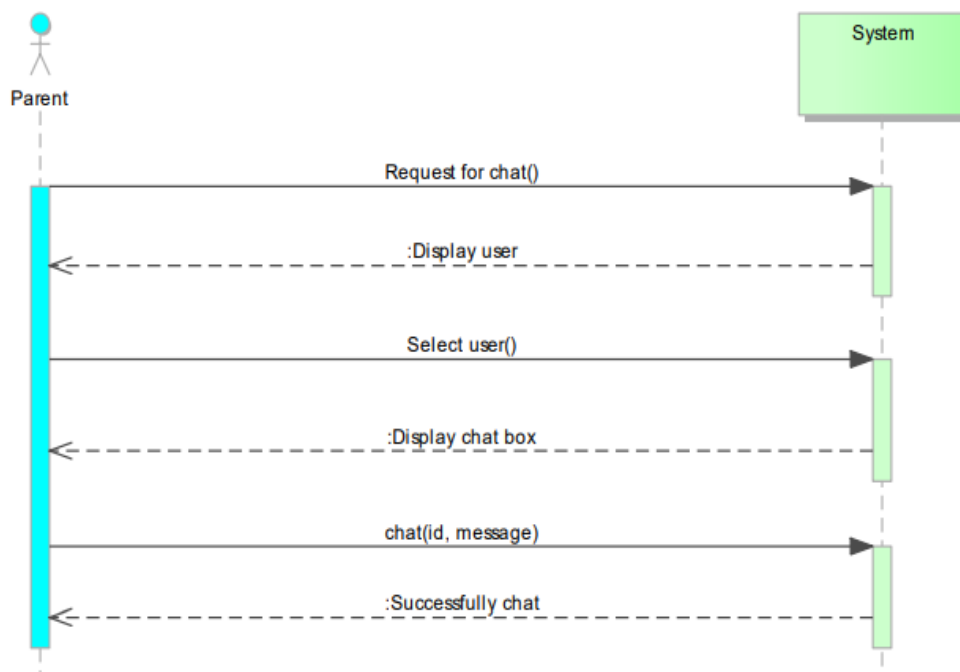 System
Parent
Request for chat()
:Display user
Select user()
:Display chat box
chat(id, message)
:Successfully chat